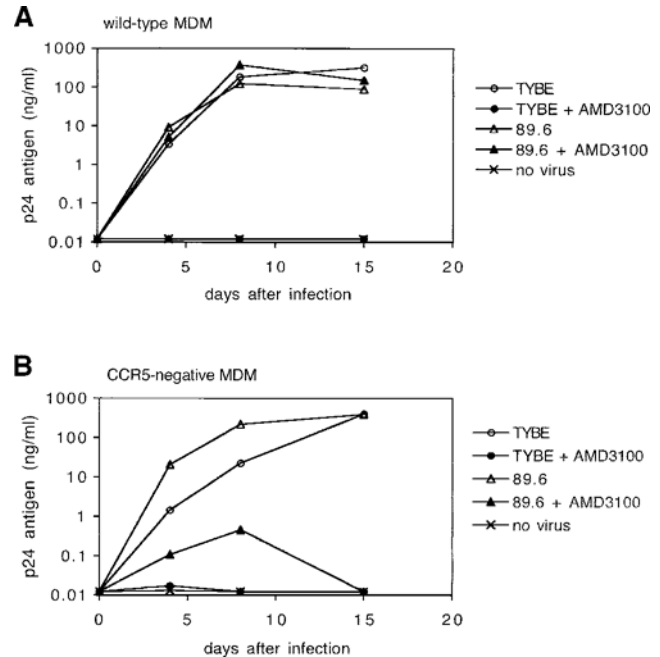 A
wild-type MDM
p24 antigen (ng/ml)
1000
100
10
1
0.1
0.01
0 5 10 15 20
days after infection
TYBE
TYBE + AMD3100
89.6
89.6 + AMD3100
no virus
B
CCR5-negative MDM
p24 antigen (ng/ml)
1000
100
10
1
0.1
0.01
0 5 10 15 20
days after infection
TYBE
TYBE + AMD3100
89.6
89.6 + AMD3100
no virus